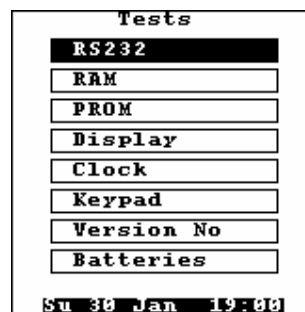 Tests
RS232
RAM
PROM
Display
Clock
Keypad
Version No
Batteries
Su 30 Jan 19:00